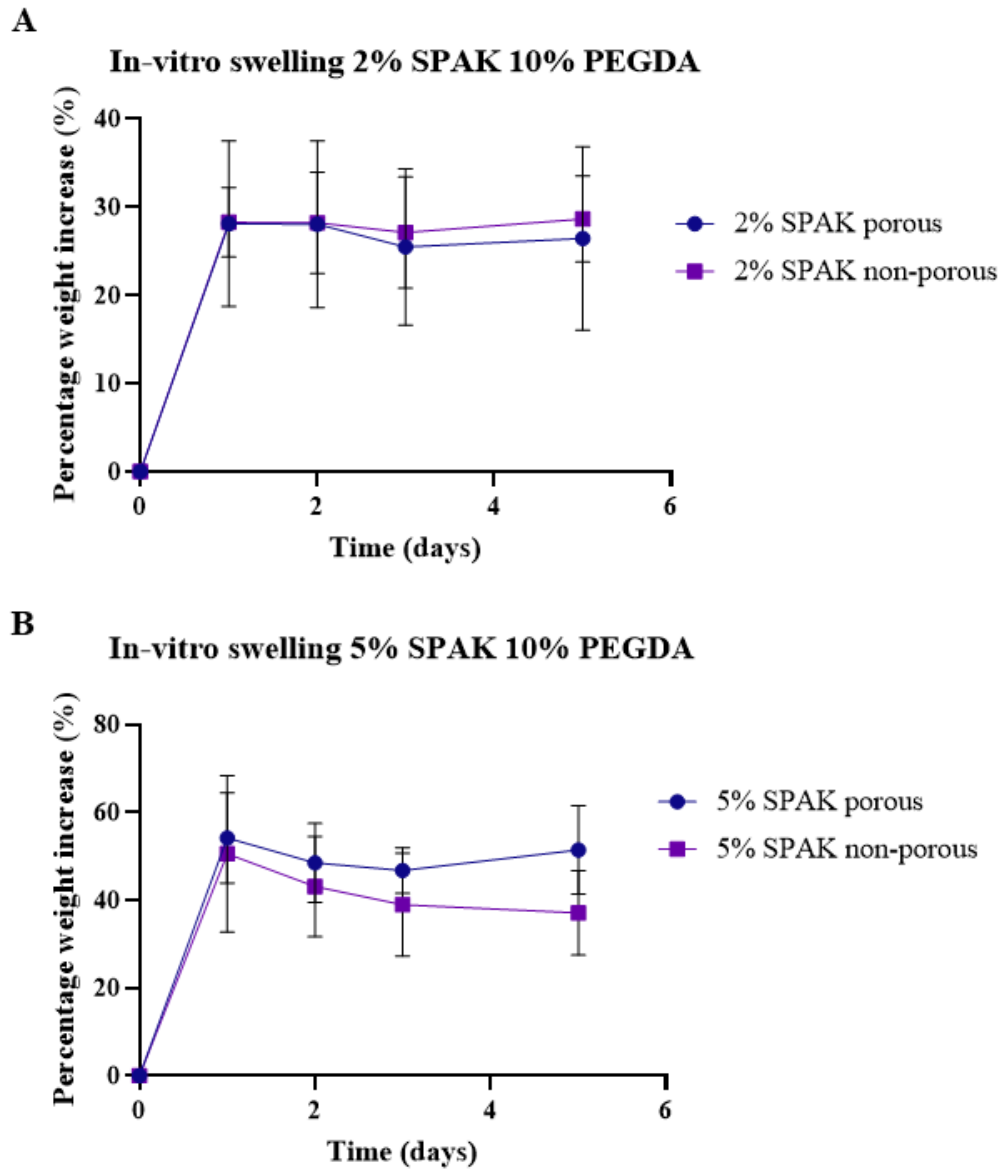 A
In-vitro swelling 2% SPAK 10% PEGDA
Percentage weight increase (%)
40
30
20
10
0
0 2 4 6
Time (days)
2% SPAK porous
2% SPAK non-porous
B
In-vitro swelling 5% SPAK 10% PEGDA
Percentage weight increase (%)
80
60
40
20
0
0 2 4 6
Time (days)
5% SPAK porous
5% SPAK non-porous